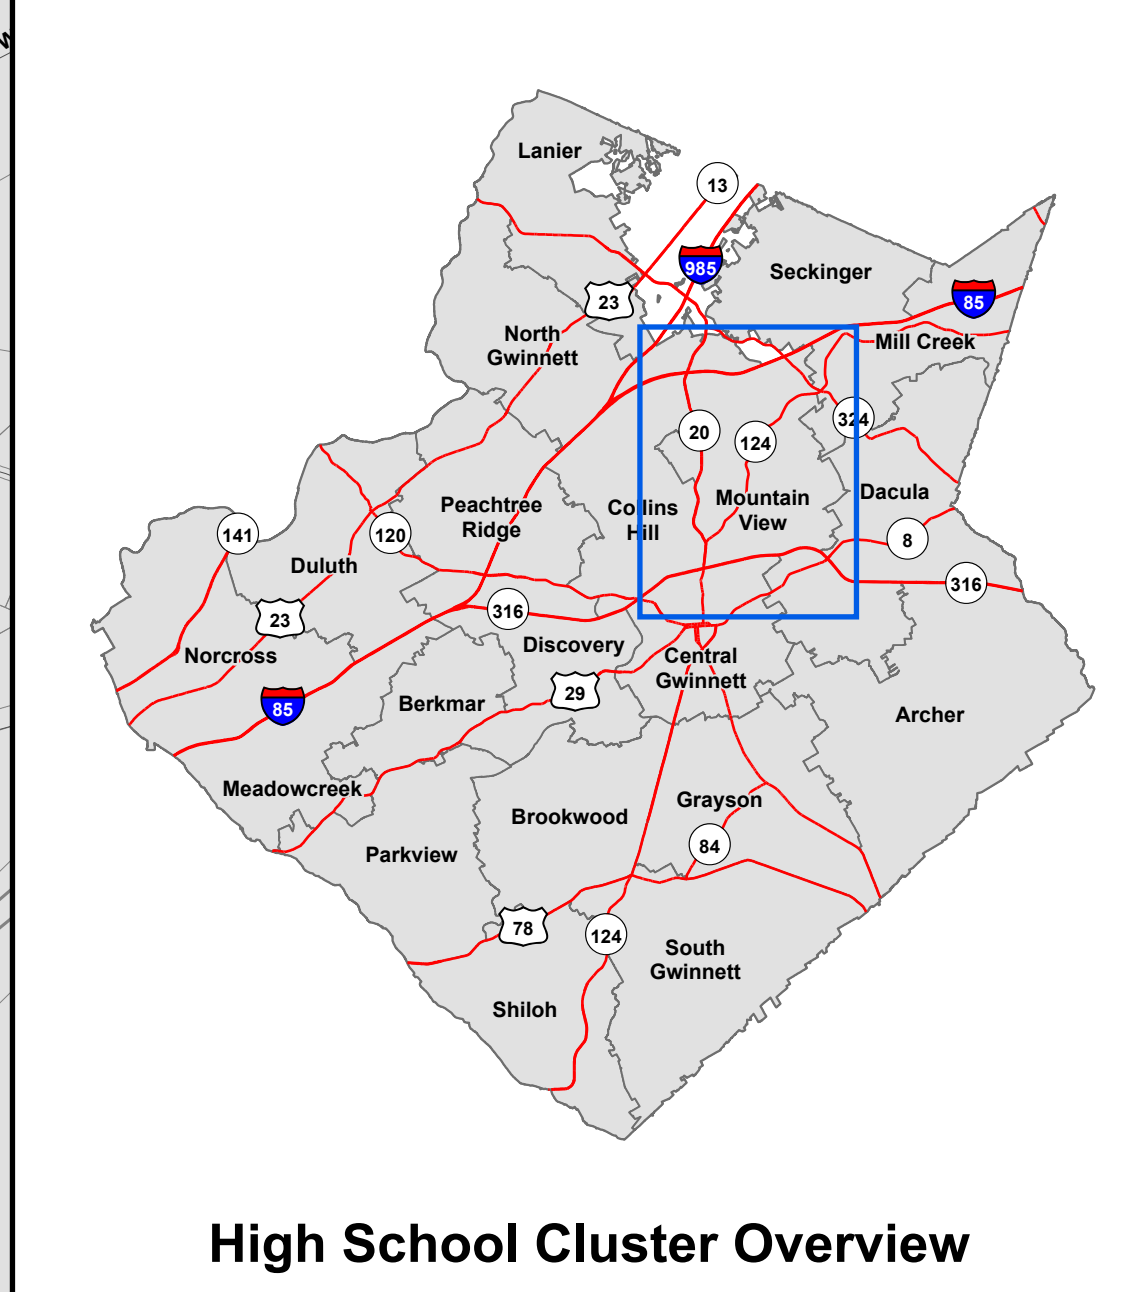 Lanier
13
985
Seckinger
85
23
North
Gwinnett
Mill Creek
20
124
324
Peachtree
Ridge
Collins
Hill
Mountain
View
Dacula
141
120
8
Duluth
316
316
23
Discovery
Norcross
Central
Gwinnett
29
85
Berkmar
Archer
Meadowcreek
Brookwood
Grayson
84
Parkview
78
124
South
Gwinnett
Shiloh
High School Cluster Overview